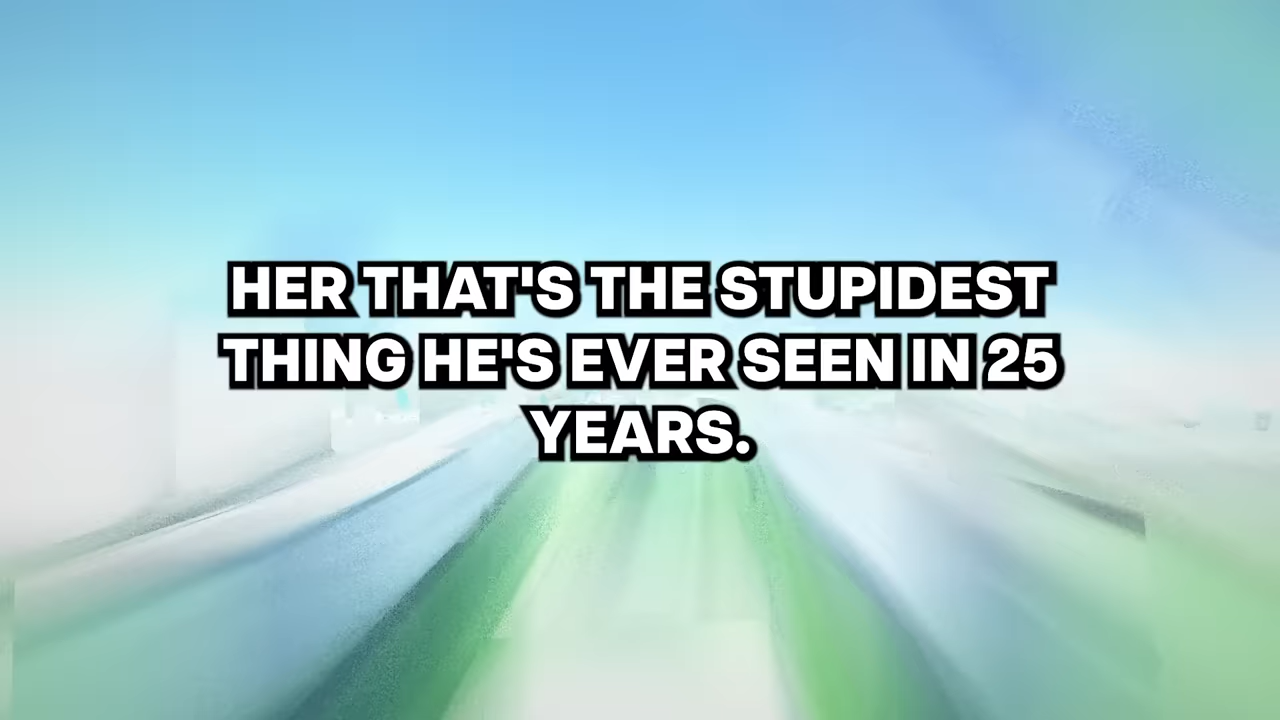 HER THAT'S THE STUPIDEST
THING HE'S EVER SEEN IN 25
YEARS.